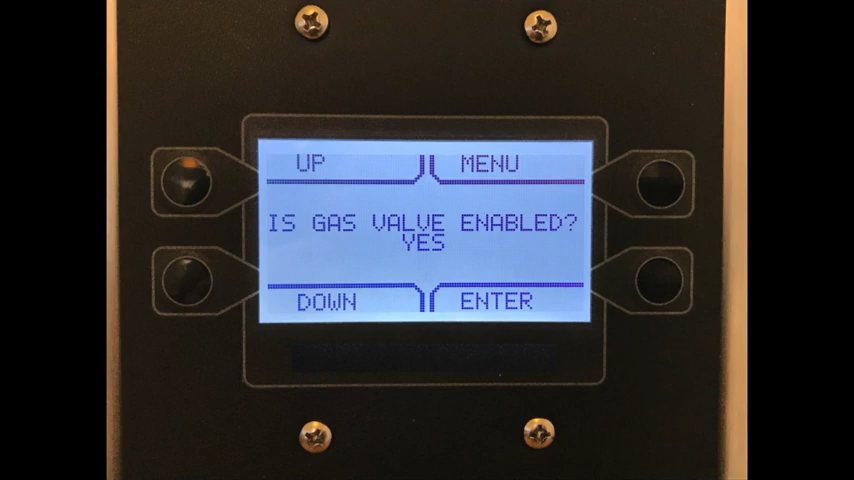 UP MENU
IS GAS VALVE ENABLED?
YES
DOWN ENTER